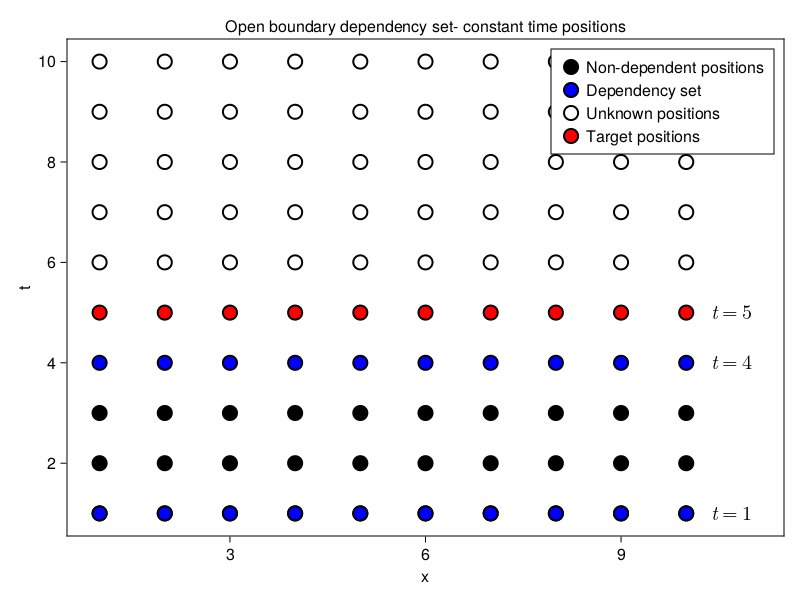 Open boundary dependency set- constant time positions
10
Non-dependent positions
Dependency set
Unknown positions
Target positions
8
6
t
t = 5
4
t = 4
2
t = 1
3 6 9
x